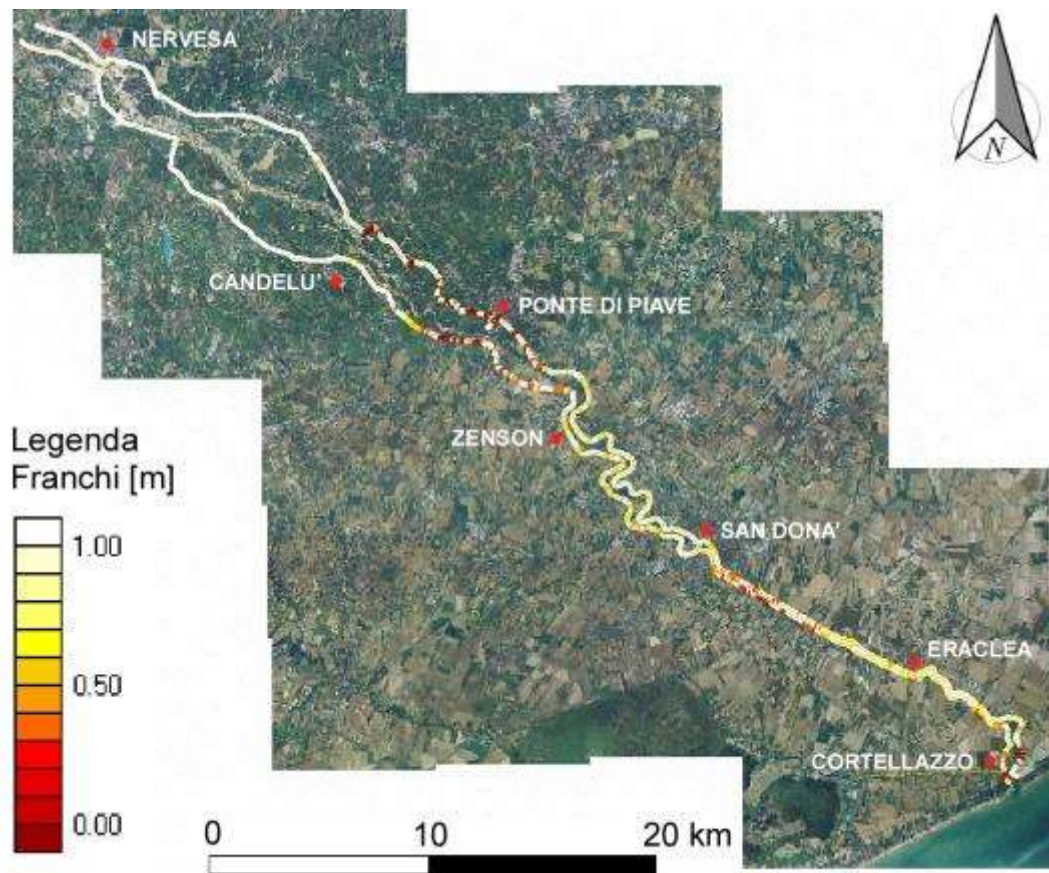 NERVESA
N
CANDELU'
PONTE DI PIAVE
Legenda
Franchi [m]
ZENSON
1.00
SAN DONA'
0.50
ERACLEA
CORTELLAZZO
0.00
0 10 20 km